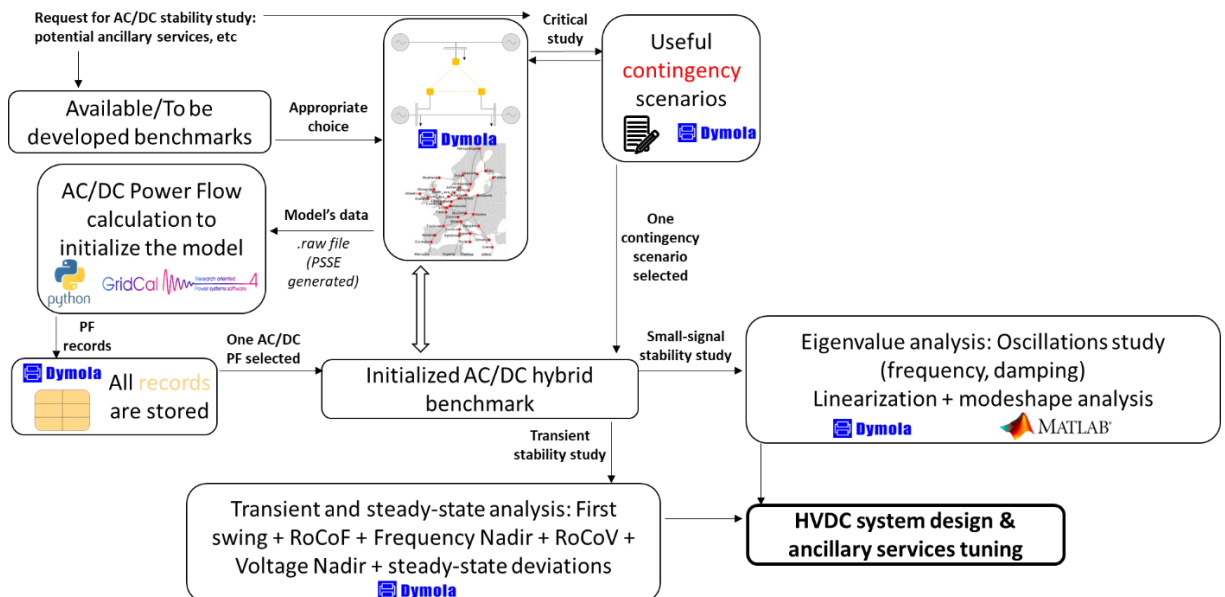 Request for AC/DC stability study:
potential ancillary services, etc
Critical
study
Useful
contingency
scenarios
Dymola
Available/To be
developed benchmarks
Appropriate
choice
Dymola
AC/DC Power Flow
calculation to
initialize the model
python
GridCal
Research oriented
Power systems software
4
Model's data
.raw file
(PSSE
generated)
One
contingency
scenario
selected
PF
records
One AC/DC
PF selected
Dymola
All records
are stored
Initialized AC/DC hybrid
benchmark
Small-signal
stability study
Eigenvalue analysis: Oscillations study
(frequency, damping)
Linearization + modeshape analysis
Dymola
MATLAB®
Transient
stability study
Transient and steady-state analysis: First
swing + RoCoF + Frequency Nadir + RoCoV +
Voltage Nadir + steady-state deviations
Dymola
HVDC system design &
ancillary services tuning